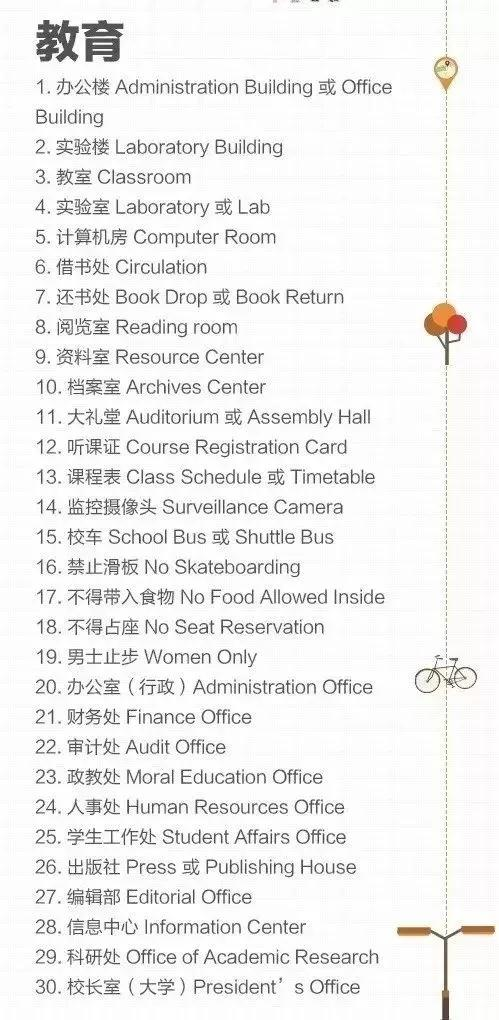 教育
1. 办公楼 Administration Building 或 Office
Building
2. 实验楼 Laboratory Building
3. 教室 Classroom
4. 实验室 Laboratory 或 Lab
5. 计算机房 Computer Room
6. 借书处 Circulation
7. 还书处 Book Drop 或 Book Return
8. 阅览室 Reading room
9. 资料室 Resource Center
10. 档案室 Archives Center
11. 大礼堂 Auditorium 或 Assembly Hall
12. 听课证 Course Registration Card
13. 课程表 Class Schedule 或 Timetable
14. 监控摄像头 Surveillance Camera
15. 校车 School Bus 或 Shuttle Bus
16. 禁止滑板 No Skateboarding
17. 不得带入食物 No Food Allowed Inside
18. 不得占座 No Seat Reservation
19. 男士止步 Women Only
20. 办公室（行政）Administration Office
21. 财务处 Finance Office
22. 审计处 Audit Office
23. 政教处 Moral Education Office
24. 人事处 Human Resources Office
25. 学生工作处 Student Affairs Office
26. 出版社 Press 或 Publishing House
27. 编辑部 Editorial Office
28. 信息中心 Information Center
29. 科研处 Office of Academic Research
30. 校长室（大学）President’s Office